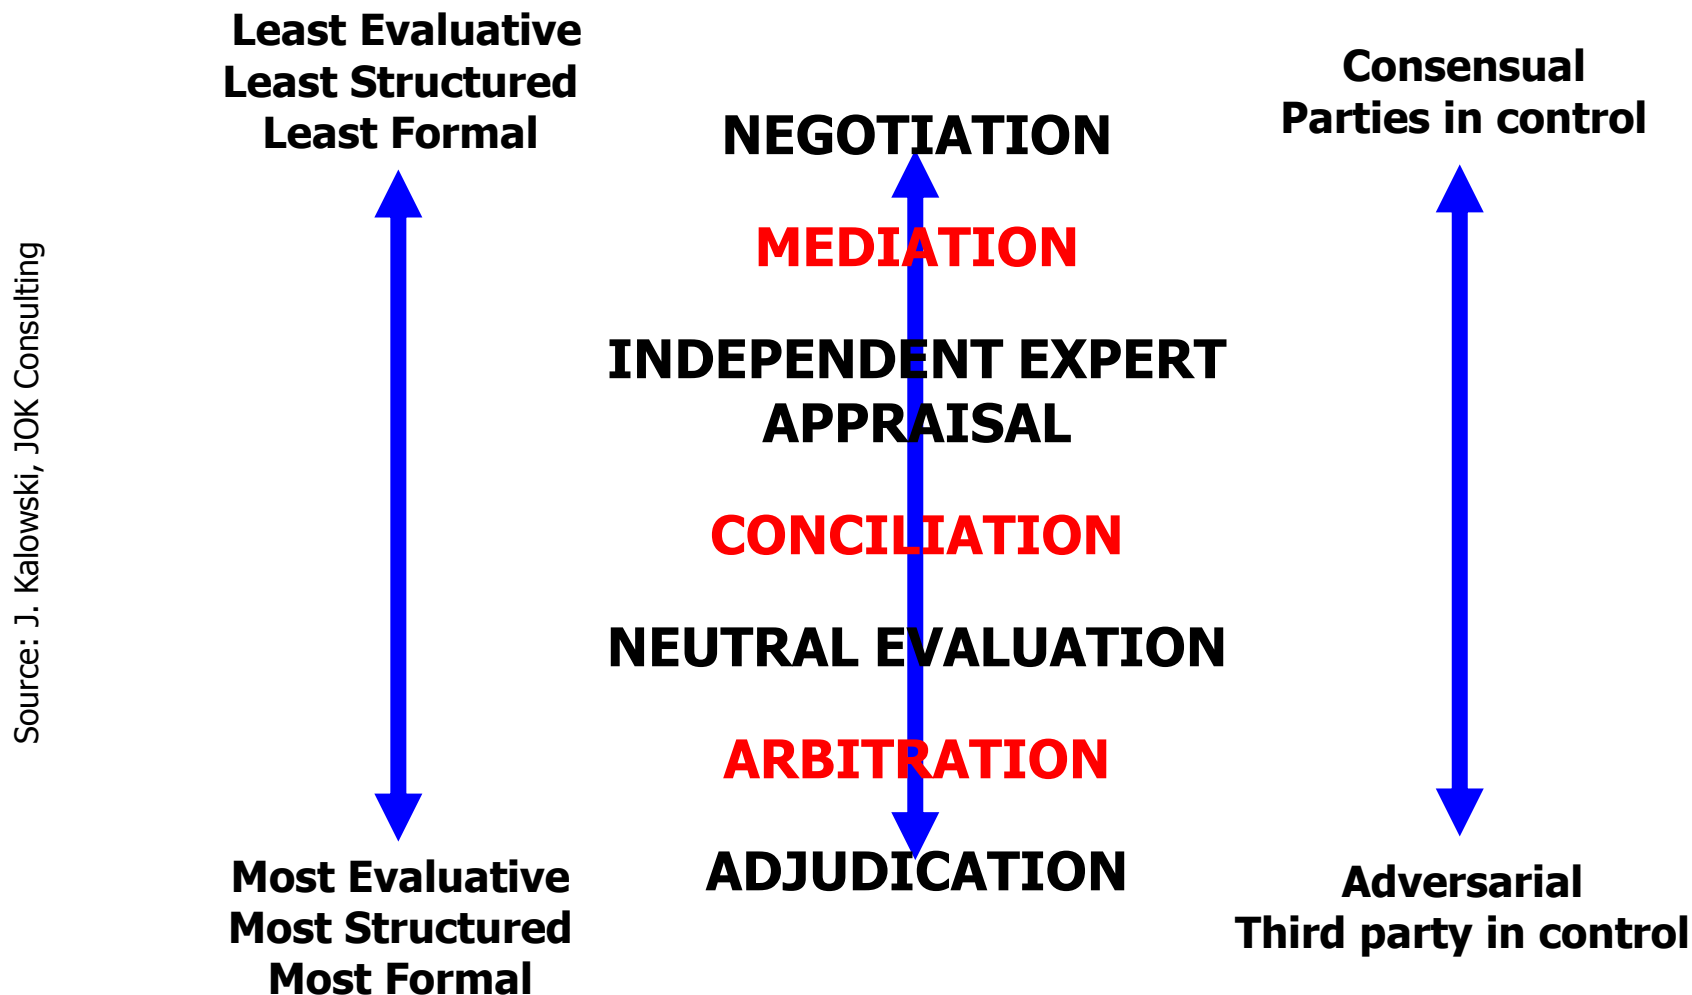 Least Evaluative
Least Structured
Least Formal
Consensual
Parties in control
NEGOTIATION
MEDIATION
INDEPENDENT EXPERT
APPRAISAL
CONCILIATION
NEUTRAL EVALUATION
ARBITRATION
ADJUDICATION
Most Evaluative
Most Structured
Most Formal
Adversarial
Third party in control
Source: J. Kalowski, JOK Consulting